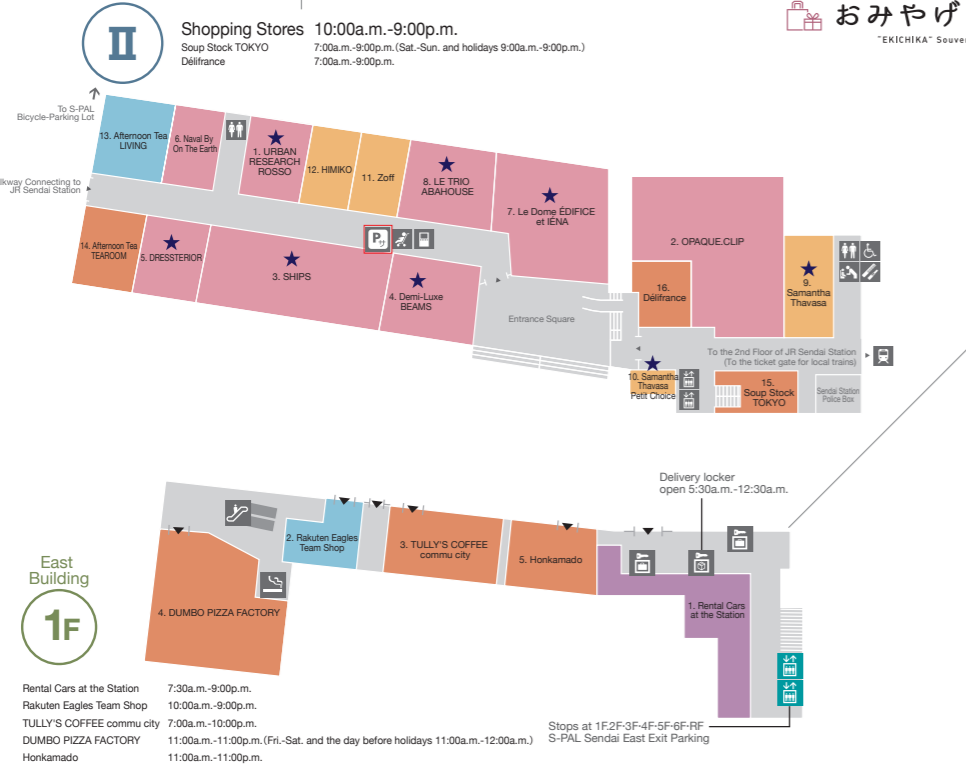 II
Shopping Stores 10:00a.m.-9:00p.m.
Soup Stock TOKYO 7:00a.m.-9:00p.m.(Sat.-Sun. and holidays 9:00a.m.-9:00p.m.)
Délifrance 7:00a.m.-9:00p.m.
おみやげ
"EKICHIKA" Souve
To S-PAL
Bicycle-Parking Lot
lkway Connecting to
JR Sendai Station
13. Afternoon Tea
LIVING
6. Naval By
On The Earth
1. URBAN
RESEARCH
ROSSO
12. HIMIKO
11. Zoff
8. LE TRIO
ABAHOUSE
7. Le Dome ÉDIFICE
et IÉNA
14. Afternoon Tea
TEAROOM
5. DRESSTERIOR
3. SHIPS
Pサ
4. Demi-Luxe
BEAMS
Entrance Square
2. OPAQUE.CLIP
16.
Délifrance
9.
Samantha
Thavasa
To the 2nd Floor of JR Sendai Station
(To the ticket gate for local trains)
10. Samantha
Thavasa
Petit Choice
15.
Soup Stock
TOKYO
Sendai Station
Police Box
Delivery locker
open 5:30a.m.-12:30a.m.
East
Building
1F
4. DUMBO PIZZA FACTORY
2. Rakuten Eagles
Team Shop
3. TULLY'S COFFEE
commu city
5. Honkamado
1. Rental Cars
at the Station
Stops at 1F.2F-3F-4F-5F-6F-RF
S-PAL Sendai East Exit Parking
Rental Cars at the Station 7:30a.m.-9:00p.m.
Rakuten Eagles Team Shop 10:00a.m.-9:00p.m.
TULLY'S COFFEE commu city 7:00a.m.-10:00p.m.
DUMBO PIZZA FACTORY 11:00a.m.-11:00p.m.(Fri.-Sat. and the day before holidays 11:00a.m.-12:00a.m.)
Honkamado 11:00a.m.-11:00p.m.